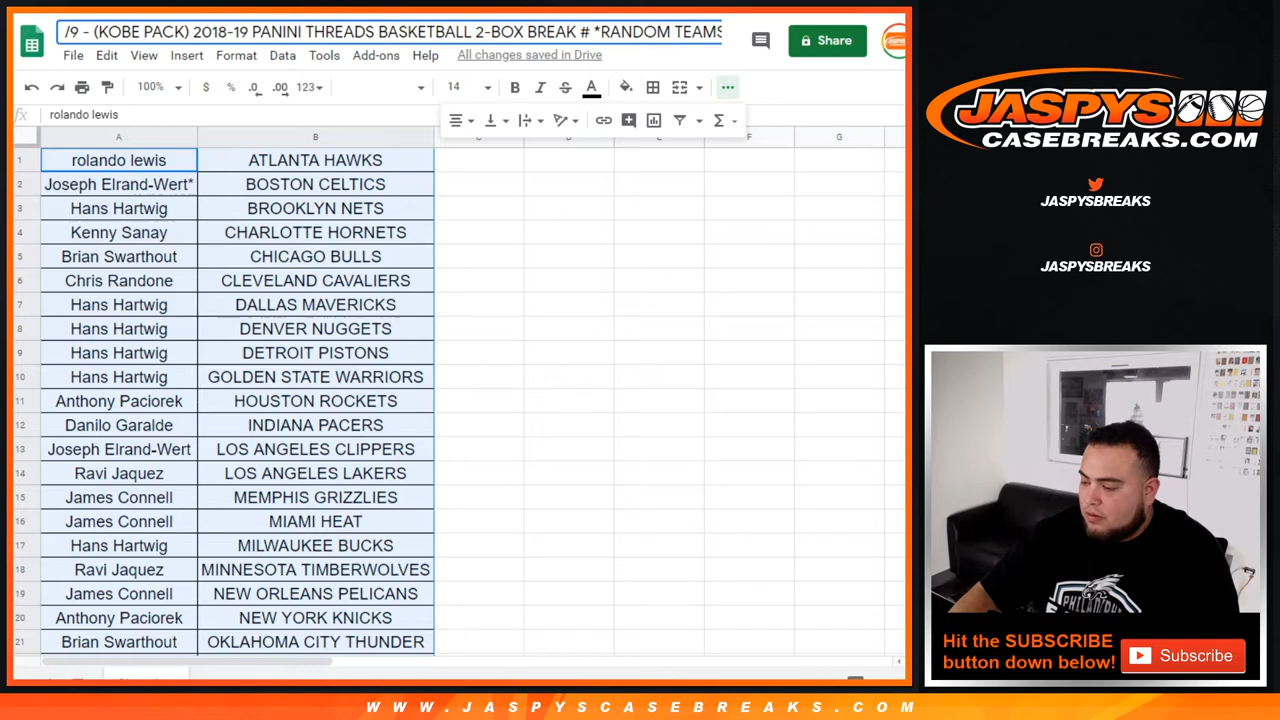 /9 - (KOBE PACK) 2018-19 PANINI THREADS BASKETBALL 2-BOX BREAK # *RANDOM TEAMS
Share
File Edit View Insert Format Data Tools Add-ons Help All changes saved in Drive
100% $ % .0 .00 123 14 B I S A
fx rolando lewis
A B C D E F G
1 rolando lewis ATLANTA HAWKS
2 Joseph Elrand-Wert* BOSTON CELTICS
3 Hans Hartwig BROOKLYN NETS
4 Kenny Sanay CHARLOTTE HORNETS
5 Brian Swarthout CHICAGO BULLS
6 Chris Randone CLEVELAND CAVALIERS
7 Hans Hartwig DALLAS MAVERICKS
8 Hans Hartwig DENVER NUGGETS
9 Hans Hartwig DETROIT PISTONS
10 Hans Hartwig GOLDEN STATE WARRIORS
11 Anthony Paciorek HOUSTON ROCKETS
12 Danilo Garalde INDIANA PACERS
13 Joseph Elrand-Wert LOS ANGELES CLIPPERS
14 Ravi Jaquez LOS ANGELES LAKERS
15 James Connell MEMPHIS GRIZZLIES
16 James Connell MIAMI HEAT
17 Hans Hartwig MILWAUKEE BUCKS
18 Ravi Jaquez MINNESOTA TIMBERWOLVES
19 James Connell NEW ORLEANS PELICANS
20 Anthony Paciorek NEW YORK KNICKS
21 Brian Swarthout OKLAHOMA CITY THUNDER
JASPYS
CASEBREAKS.COM
JASPYSBREAKS
JASPYSBREAKS
Hit the SUBSCRIBE
button down below!
Subscribe
WWW.JASPYSCASEBREAKS.COM